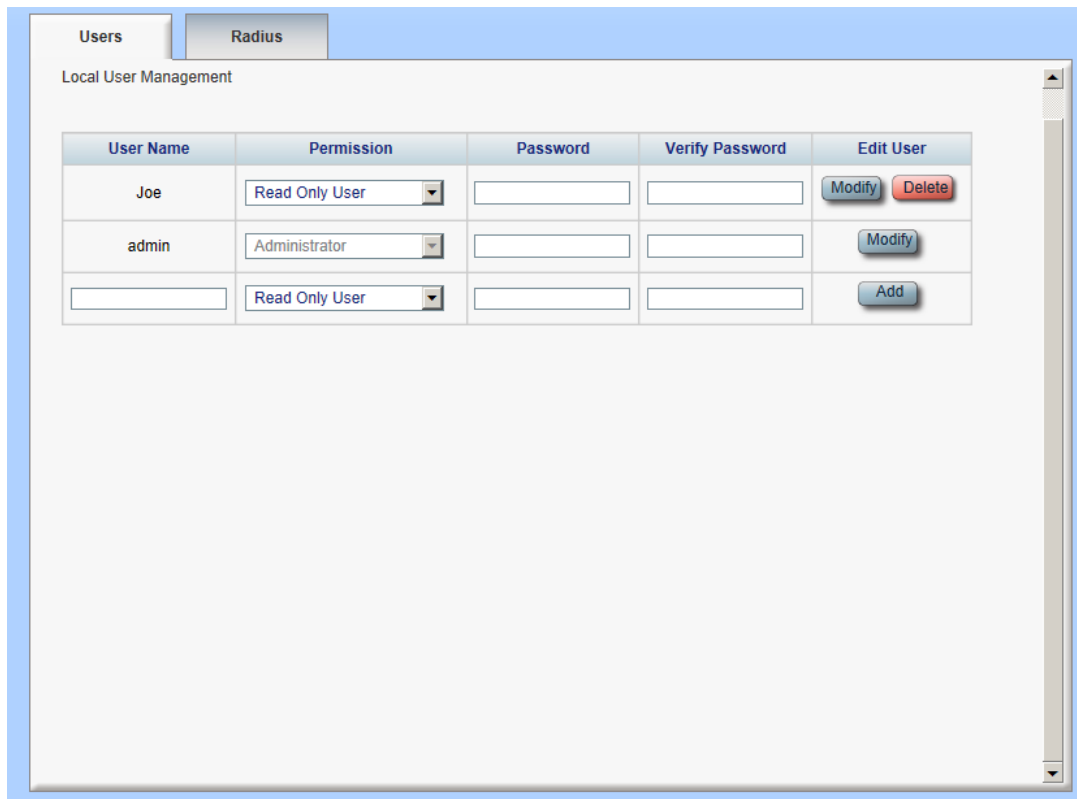 Users Radius
Local User Management
User Name Permission Password Verify Password Edit User
Joe Read Only User Modify Delete
admin Administrator Modify
Read Only User Add